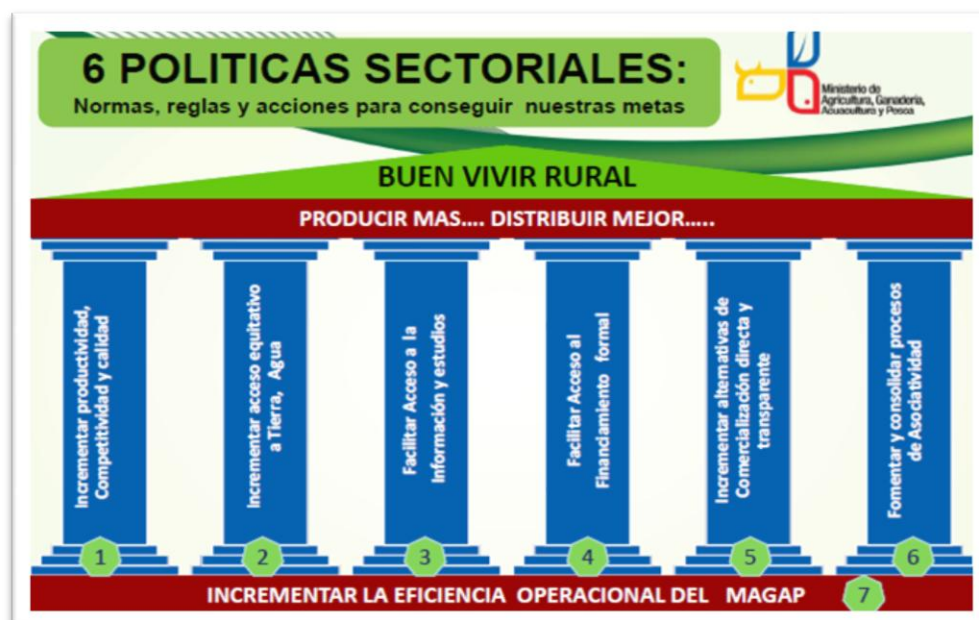 6 POLITICAS SECTORIALES:
Normas, reglas y acciones para conseguir nuestras metas
Ministerio de
Agricultura, Ganadería,
Acuacultura y Pesca
BUEN VIVIR RURAL
PRODUCIR MAS.... DISTRIBUIR MEJOR.....
Incrementar productividad,
Competitividad y calidad
1
Incrementar acceso equitativo
a Tierra, Agua
2
Facilitar Acceso a la
Información y estudios
3
Facilitar Acceso al
Financiamiento formal
4
Incrementar alternativas de
Comercialización directa y
transparente
5
Fomentar y consolidar procesos
de Asociatividad
6
INCREMENTAR LA EFICIENCIA OPERACIONAL DEL MAGAP
7